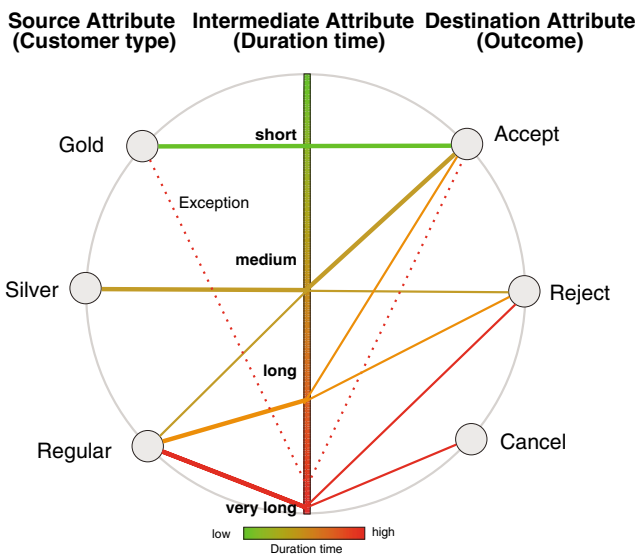 Source Attribute
(Customer type)
Intermediate Attribute
(Duration time)
Destination Attribute
(Outcome)
short
Gold
Accept
Exception
medium
Silver
Reject
long
Regular
Cancel
very long
low
high
Duration time